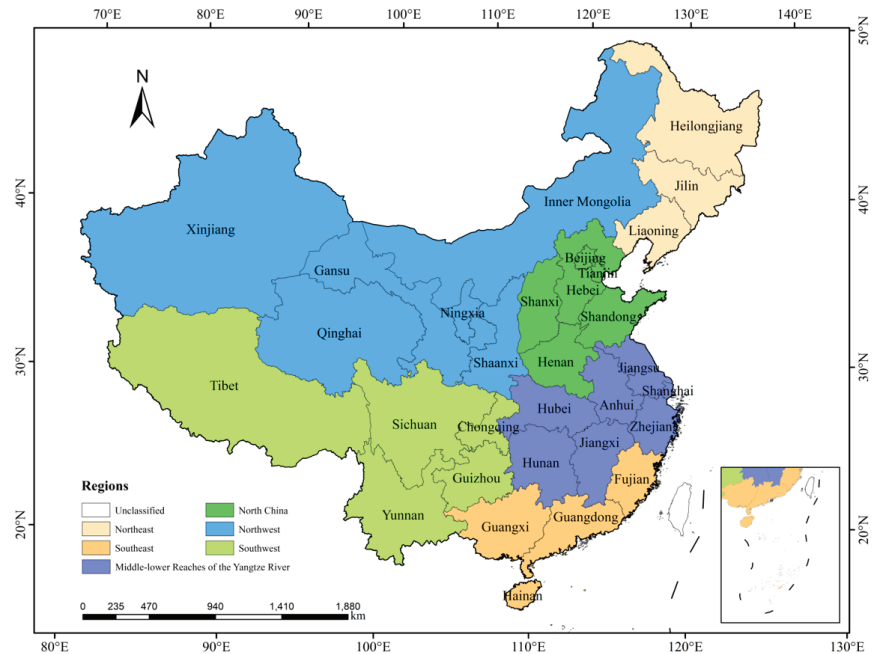 70°E 80°E 90°E 100°E 110°E 120°E 130°E 140°E
50°N
50°N
N
Heilongjiang
Jilin
40°N
40°N
Inner Mongolia
Xinjiang
Liaoning
Beijing
Gansu
Tianjin
Hebei
Shanxi
Ningxia
Shandong
Qinghai
30°N
Shaanxi
Henan
30°N
Jiangsu
Tibet
Shanghai
Hubei
Anhui
Sichuan
Chongqing
Zhejiang
Jiangxi
Hunan
Guizhou
Fujian
Regions
Unclassified
North China
Northeast
Northwest
Southeast
Southwest
Middle-lower Reaches of the Yangtze River
Yunnan
Guangxi
Guangdong
20°N
20°N
Hainan
0 235 470 940 1,410 1,880
km
80°E 90°E 100°E 110°E 120°E 130°E